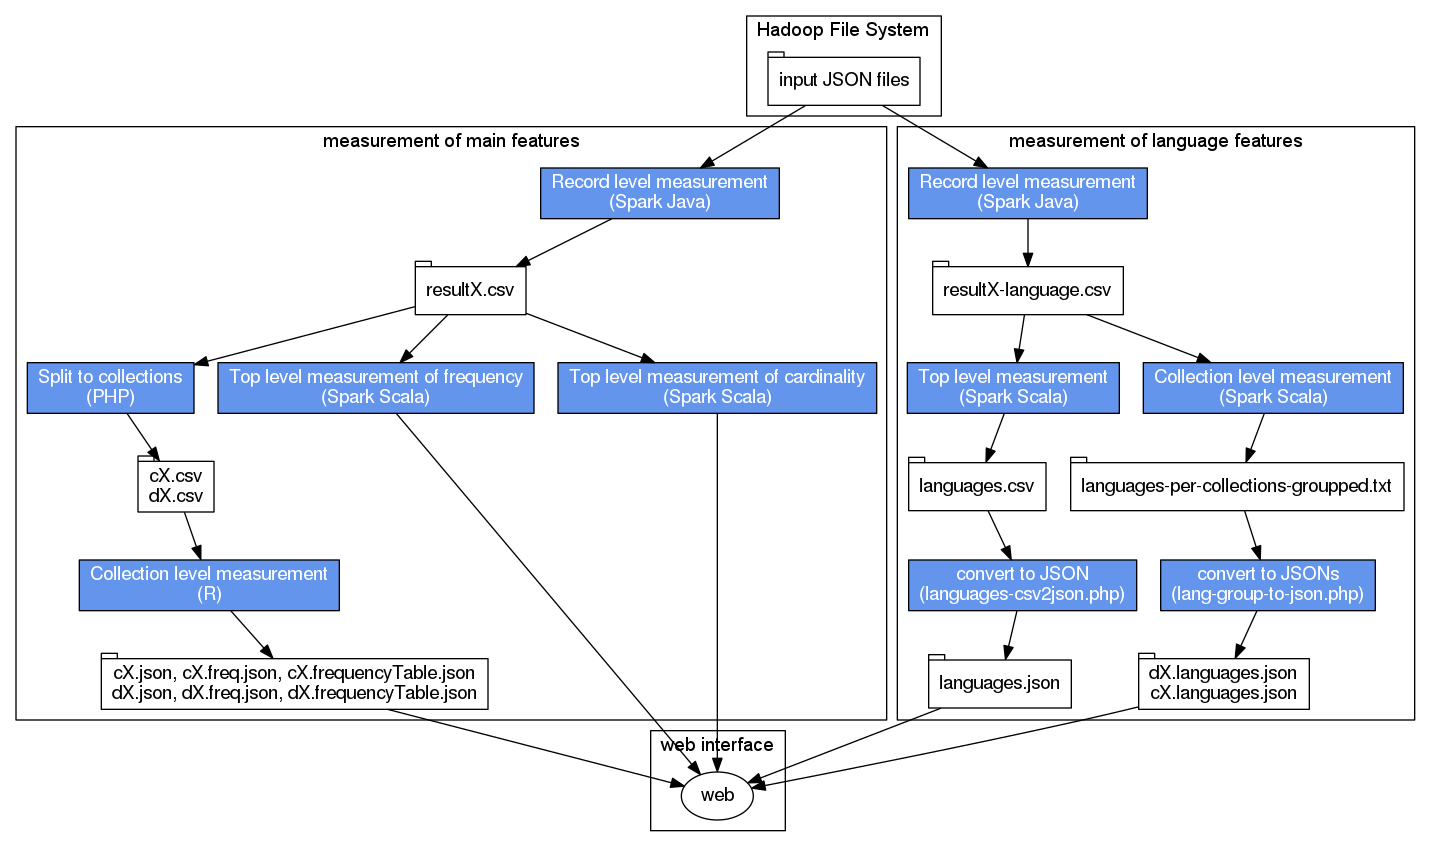 Hadoop File System
input JSON files
measurement of main features
Record level measurement
(Spark Java)
resultX.csv
Split to collections
(PHP)
Top level measurement of frequency
(Spark Scala)
Top level measurement of cardinality
(Spark Scala)
cX.csv
dX.csv
Collection level measurement
(R)
cX.json, cX.freq.json, cX.frequencyTable.json
dX.json, dX.freq.json, dX.frequencyTable.json
measurement of language features
Record level measurement
(Spark Java)
resultX-language.csv
Top level measurement
(Spark Scala)
Collection level measurement
(Spark Scala)
languages.csv
languages-per-collections-groupped.txt
convert to JSON
(languages-csv2json.php)
convert to JSONs
(lang-group-to-json.php)
languages.json
dX.languages.json
cX.languages.json
web interface
web